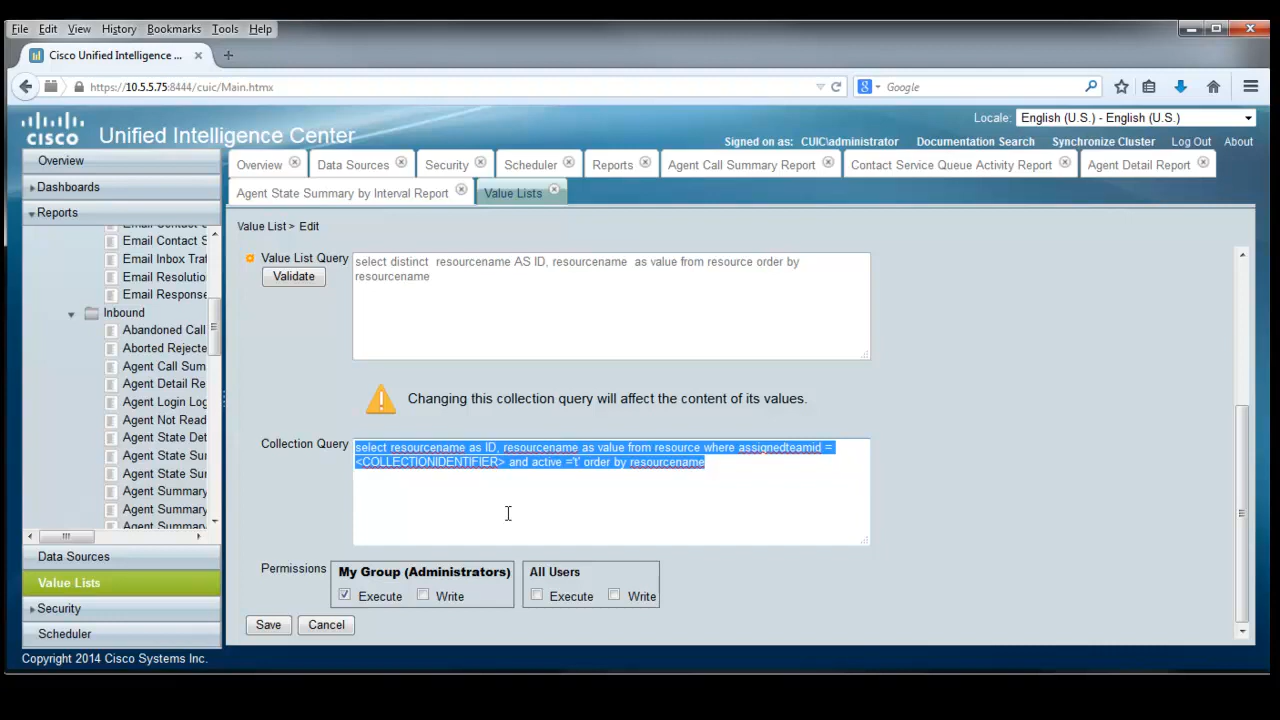 File Edit View History Bookmarks Tools Help
Cisco Unified Intelligence ...
https://10.5.5.75:8444/cuic/Main.htmx
Google
Locale: English (U.S.) - English (U.S.)
CISCO Unified Intelligence Center
Signed on as: CUIC\administrator Documentation Search Synchronize Cluster Log Out About
Overview
Dashboards
Reports
Email Contact S
Email Inbox Traf
Email Resolutio
Email Response
Inbound
Abandoned Call
Aborted Rejecte
Agent Call Sum
Agent Detail Re
Agent Login Log
Agent Not Read
Agent State Det
Agent State Sum
Agent State Sum
Agent Summary
Agent Summary
Agent Summary
Data Sources
Value Lists
Security
Scheduler
Overview Data Sources Security Scheduler Reports Agent Call Summary Report Contact Service Queue Activity Report Agent Detail Report
Agent State Summary by Interval Report Value Lists
Value List > Edit
Value List Query
Validate
select distinct resourcename AS ID, resourcename as value from resource order by
resourcename
Changing this collection query will affect the content of its values.
Collection Query
select resourcename as ID, resourcename as value from resource where assignedteamid =
<COLLECTIONIDENTIFIER> and active ='t' order by resourcename
Permissions
My Group (Administrators) All Users
Execute Write Execute Write
Save Cancel
Copyright 2014 Cisco Systems Inc.